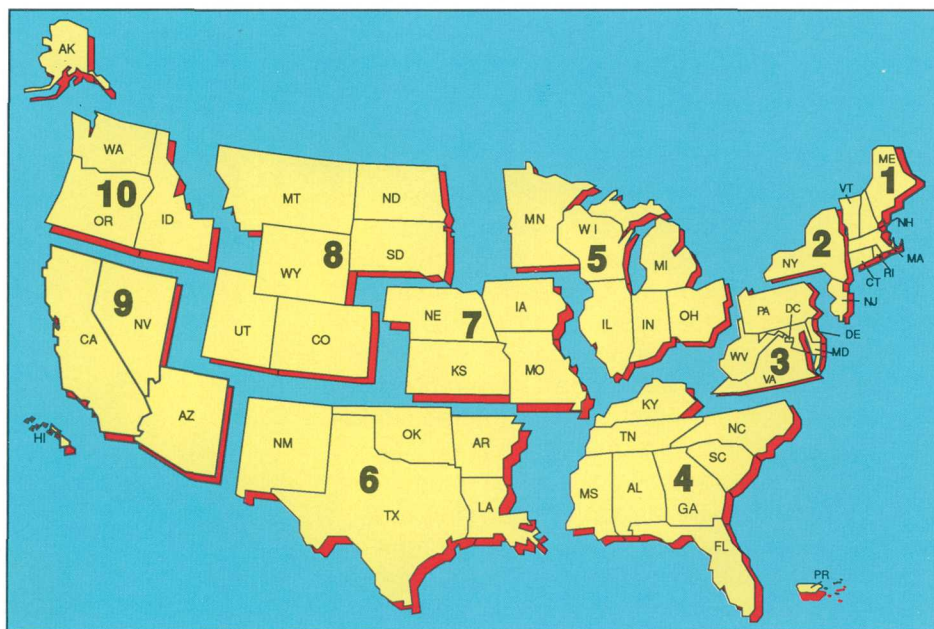 AK
WA
10
OR
ID
MT
ND
8
WY
SD
UT
CO
9
CA
NV
AZ
HI
MN
WI
5
MI
IL
IN
OH
IA
NE
7
KS
MO
NM
OK
AR
6
TX
LA
ME
1
VT
NH
2
NY
MA
RI
CT
NJ
PA
DC
DE
MD
WV
3
VA
KY
TN
NC
SC
MS
AL
4
GA
FL
PR